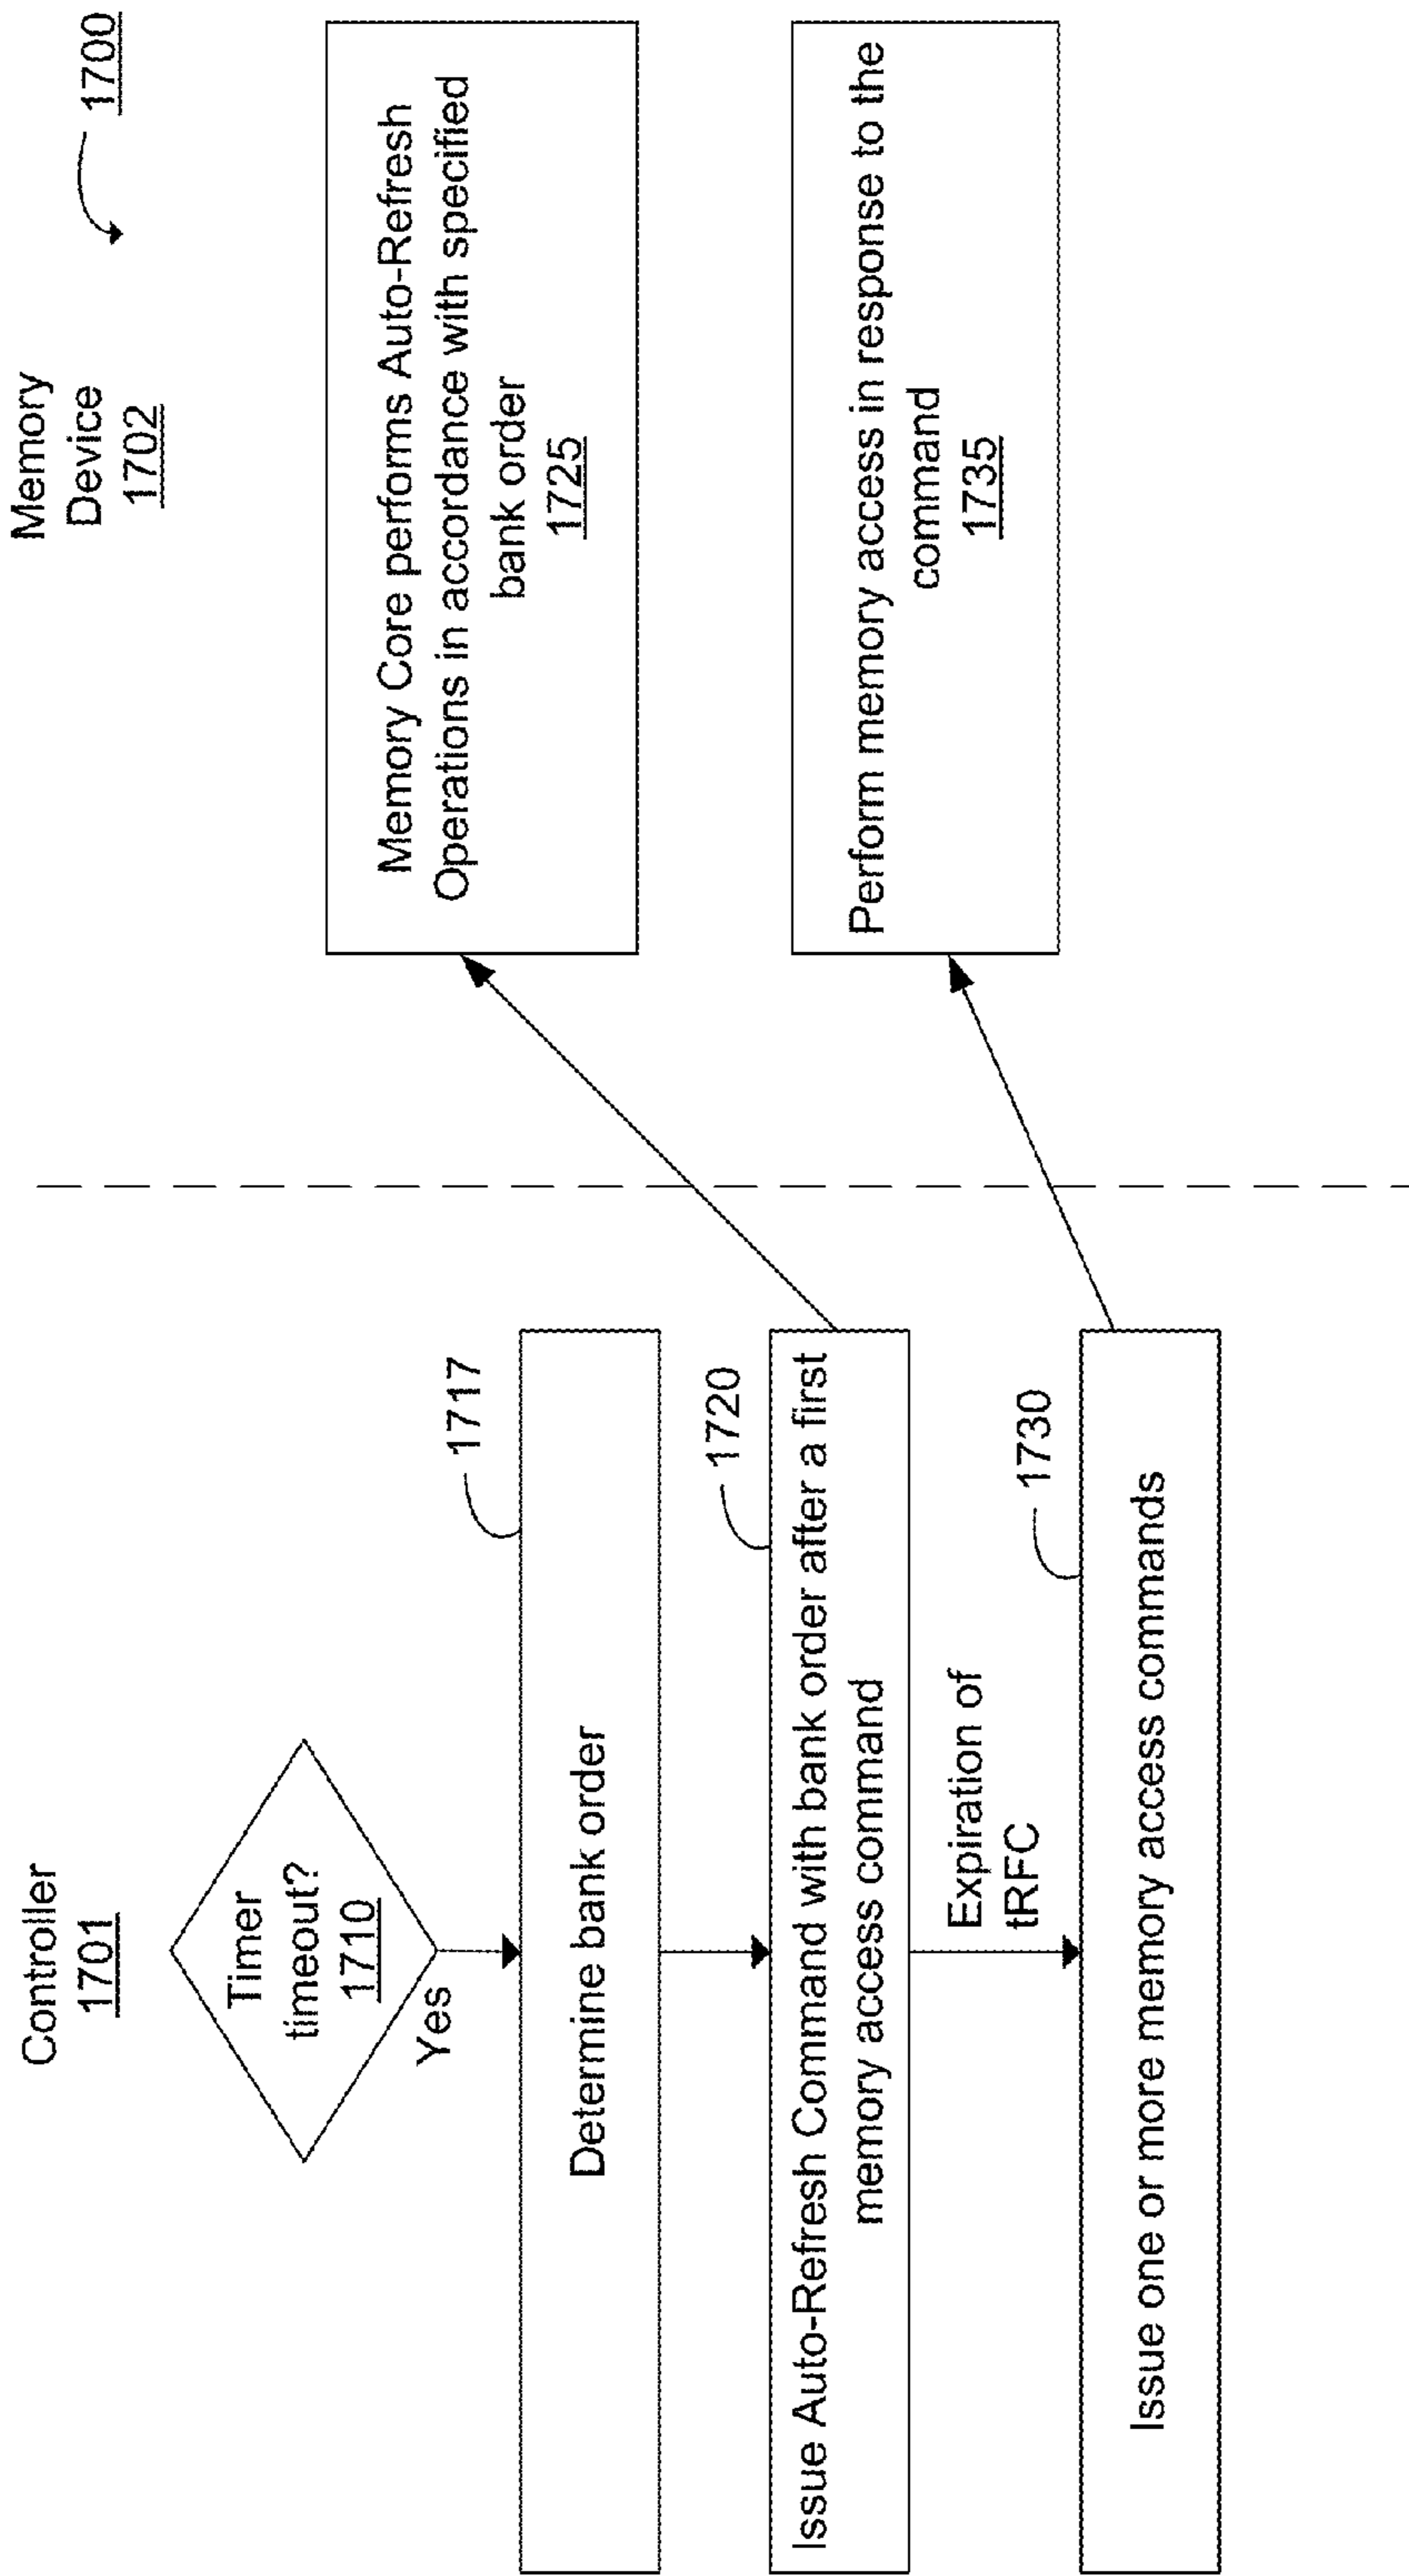 Controller
1701
Memory
Device
1702
1700
Timer
timeout?
1710
Yes
1717
Determine bank order
1720
Issue Auto-Refresh Command with bank order after a first
memory access command
Memory Core performs Auto-Refresh
Operations in accordance with specified
bank order
1725
Expiration of
tRFC
1730
Issue one or more memory access commands
Perform memory access in response to the
command
1735